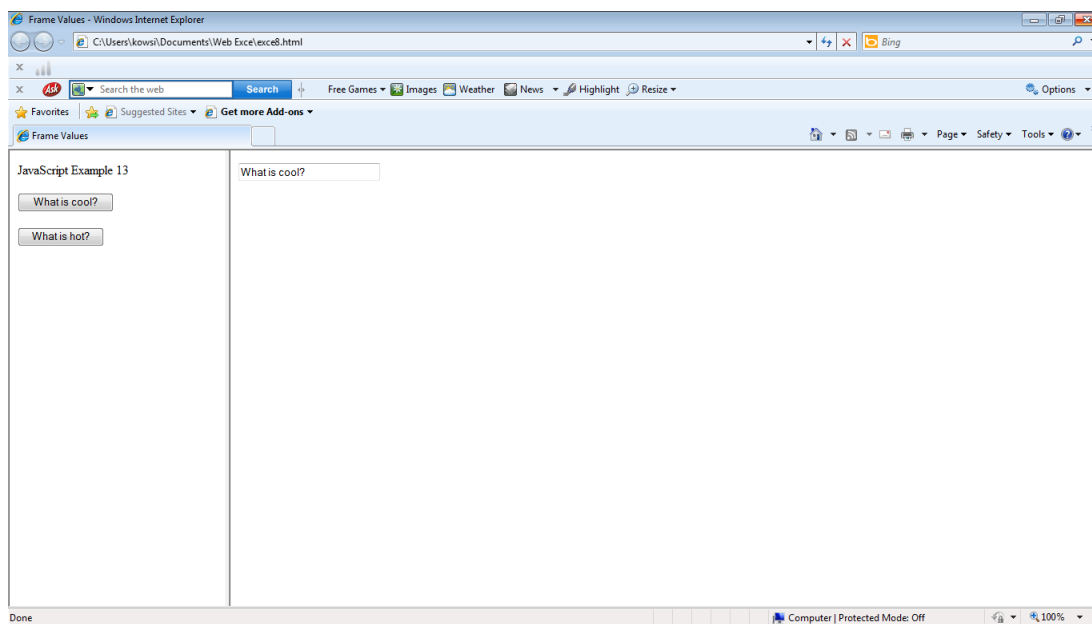 Frame Values - Windows Internet Explorer
C:\Users\kowsi\Documents\Web Exce\exce8.html
Bing
x
x Ask Search the web Search Free Games Images Weather News Highlight Resize Options
Favorites Suggested Sites Get more Add-ons
Frame Values Page Safety Tools
JavaScript Example 13
What is cool?
What is cool?
What is hot?
Done Computer | Protected Mode: Off 100%